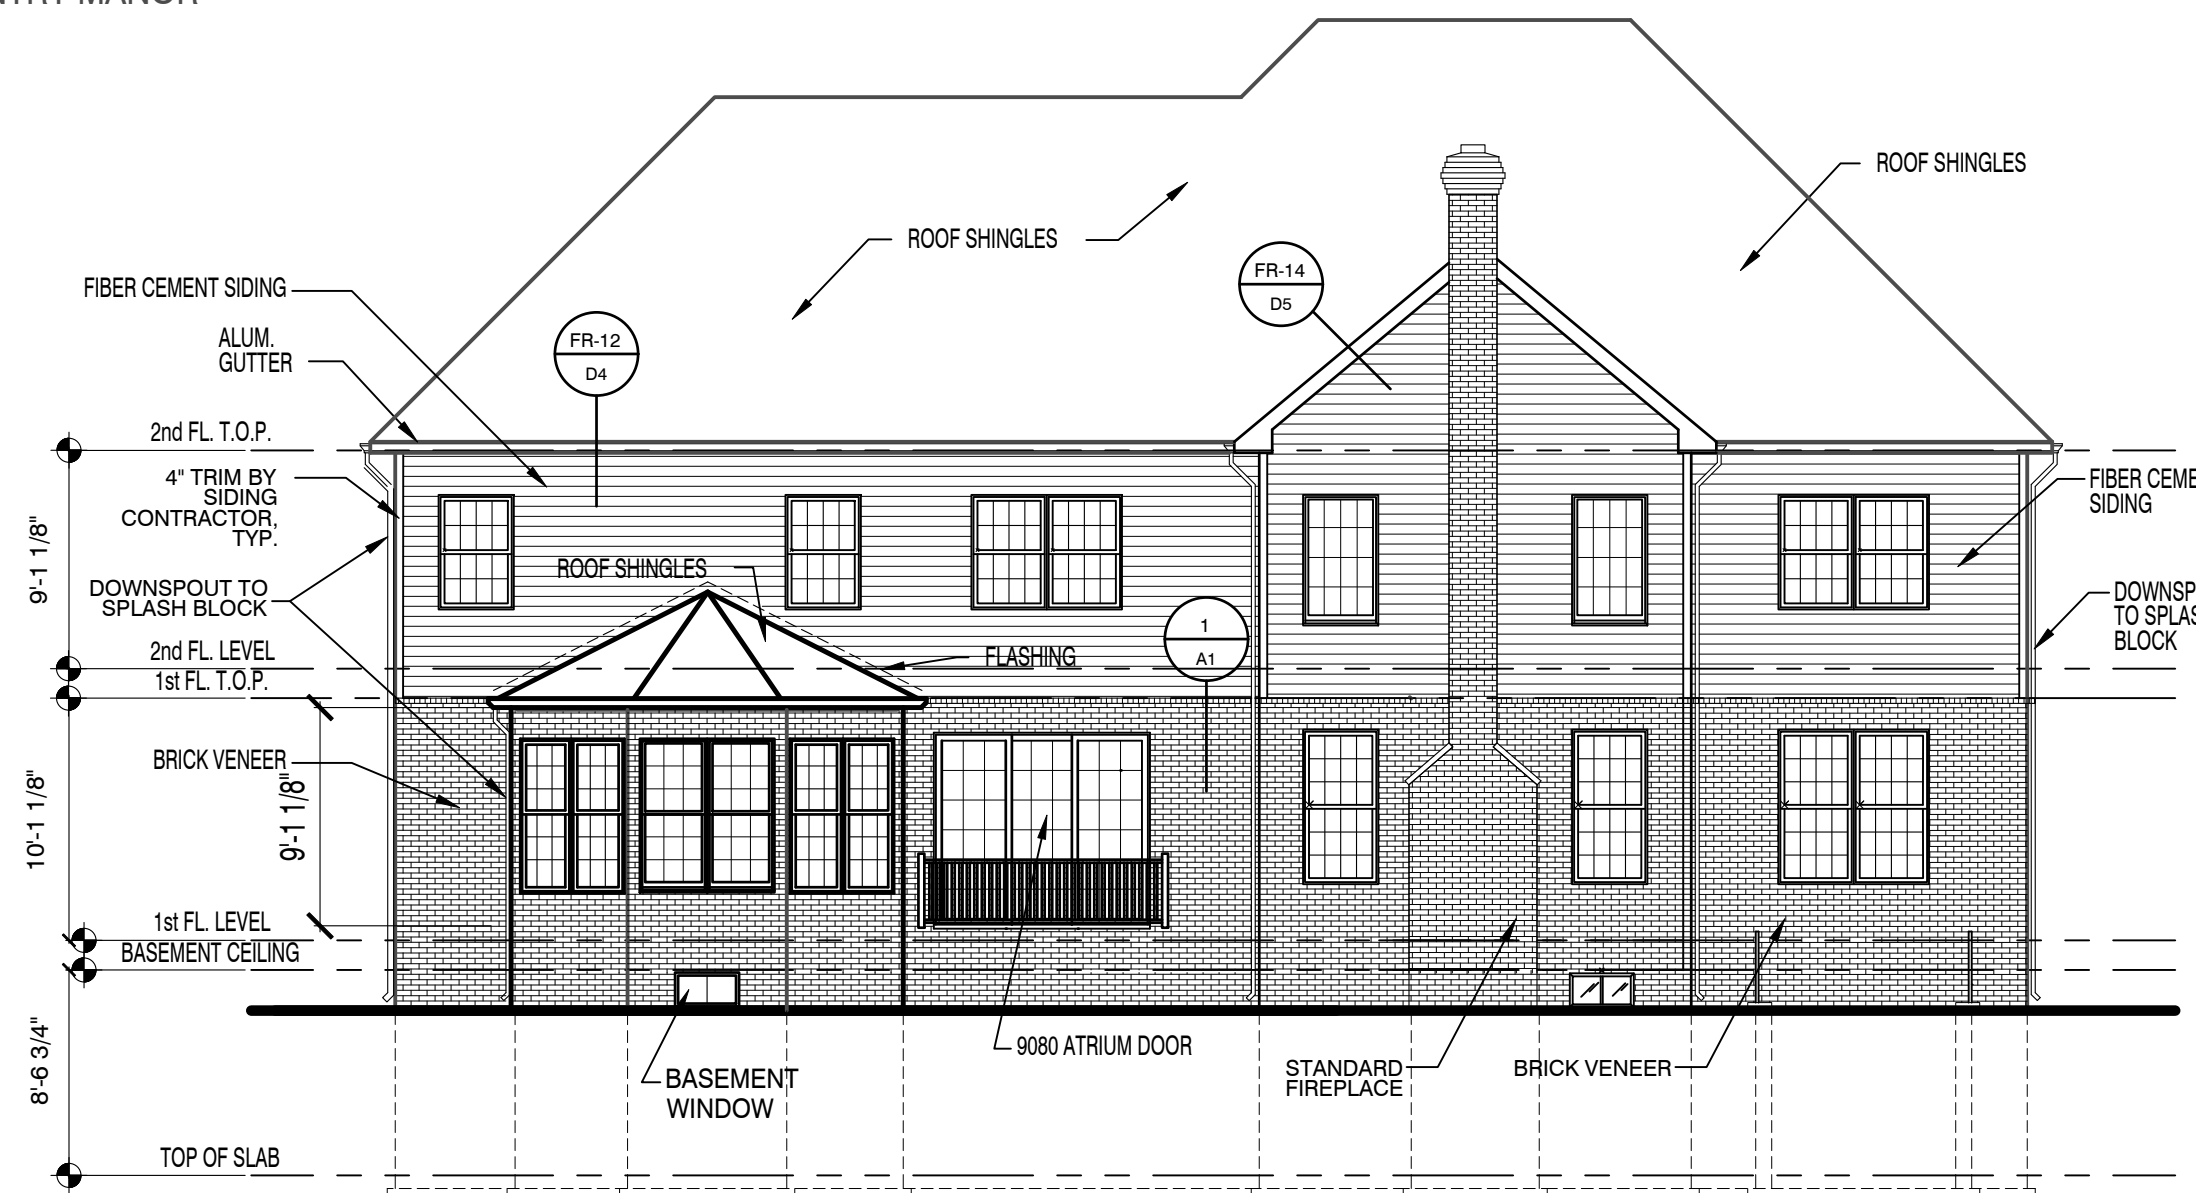 ROOF SHINGLES
ROOF SHINGLES
FR-14
D5
FIBER CEMENT SIDING
ALUM.
GUTTER
FR-12
D4
2nd FL. T.O.P.
4" TRIM BY
SIDING
CONTRACTOR,
TYP.
FIBER
SIDING
9'-1 1/8"
ROOF SHINGLES
DOWNSPOUT TO
SPLASH BLOCK
TO
BLOCK
1
A1
2nd FL. LEVEL
FLASHING
1st FL. T.O.P.
BRICK VENEER
9'-1 1/8"
10'-1 1/8"
1st FL. LEVEL
BASEMENT CEILING
9080 ATRIUM DOOR
STANDARD
FIREPLACE
BRICK VENEER
BASEMENT
WINDOW
8'-6 3/4"
TOP OF SLAB